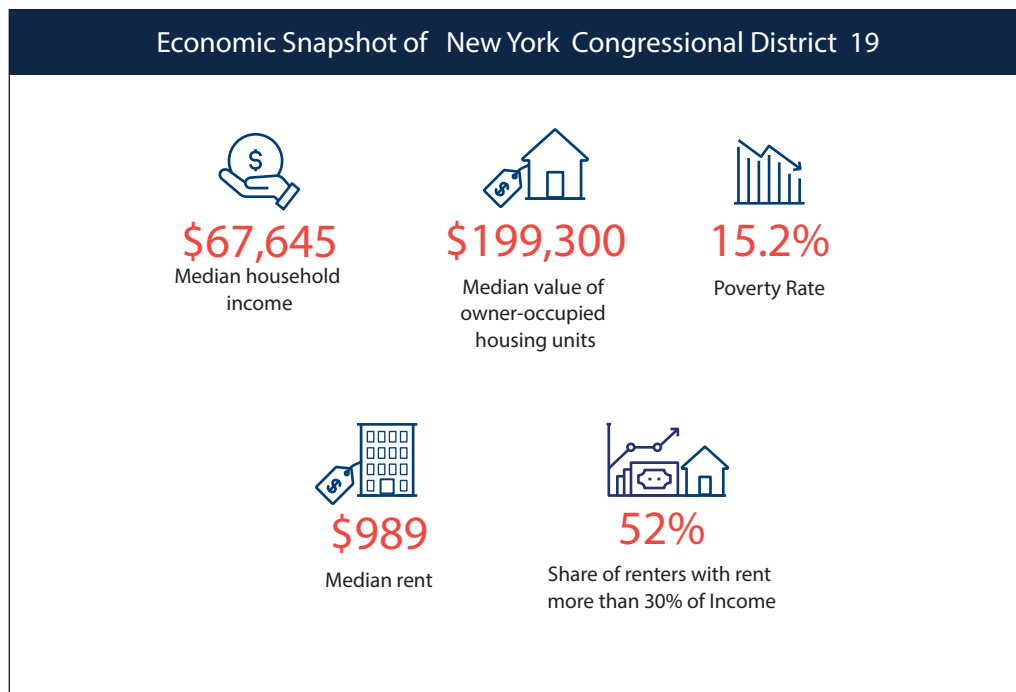 Economic Snapshot of New York Congressional District 19
$
$
$67,645
Median household
income
$199,300
Median value of
owner-occupied
housing units
15.2%
Poverty Rate
$
$989
Median rent
52%
Share of renters with rent
more than 30% of Income